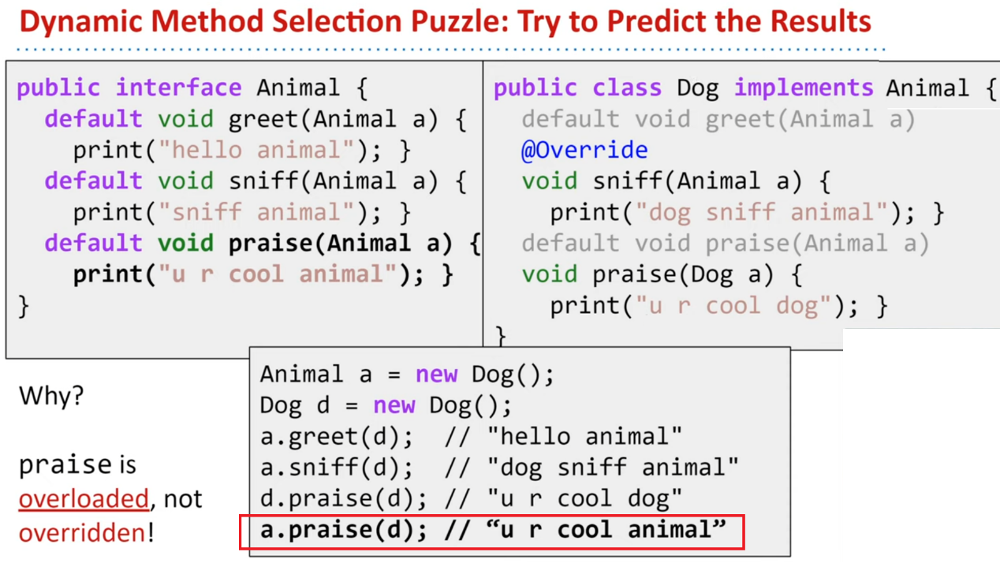 Dynamic Method Selection Puzzle: Try to Predict the Results
public interface Animal {
default void greet(Animal a) {
print("hello animal"); }
default void sniff(Animal a) {
print("sniff animal"); }
default void praise(Animal a) {
print("u r cool animal"); }
}
public class Dog implements Animal {
default void greet(Animal a)
@Override
void sniff(Animal a) {
print("dog sniff animal"); }
default void praise(Animal a)
void praise(Dog a) {
print("u r cool dog"); }
}
Why?
praise is
overloaded, not
overridden!
Animal a = new Dog();
Dog d = new Dog();
a.greet(d);  // "hello animal"
a.sniff(d);  // "dog sniff animal"
d.praise(d); // "u r cool dog"
a.praise(d); // “u r cool animal”